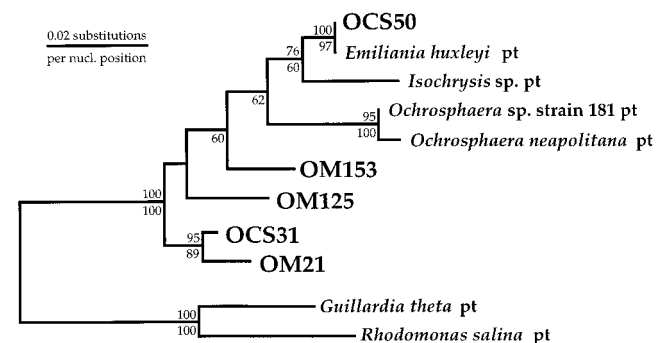 OCS50
0.02 substitutions
100
per nucl. position
97
Emiliania huxleyi pt
76
60
Isochrysis sp. pt
62
95
Ochrosphaera sp. strain 181 pt
100
Ochrosphaera neapolitana pt
60
OM153
100
100
OM125
95
OCS31
89
OM21
100
Guillardia theta pt
100
Rhodomonas salina pt